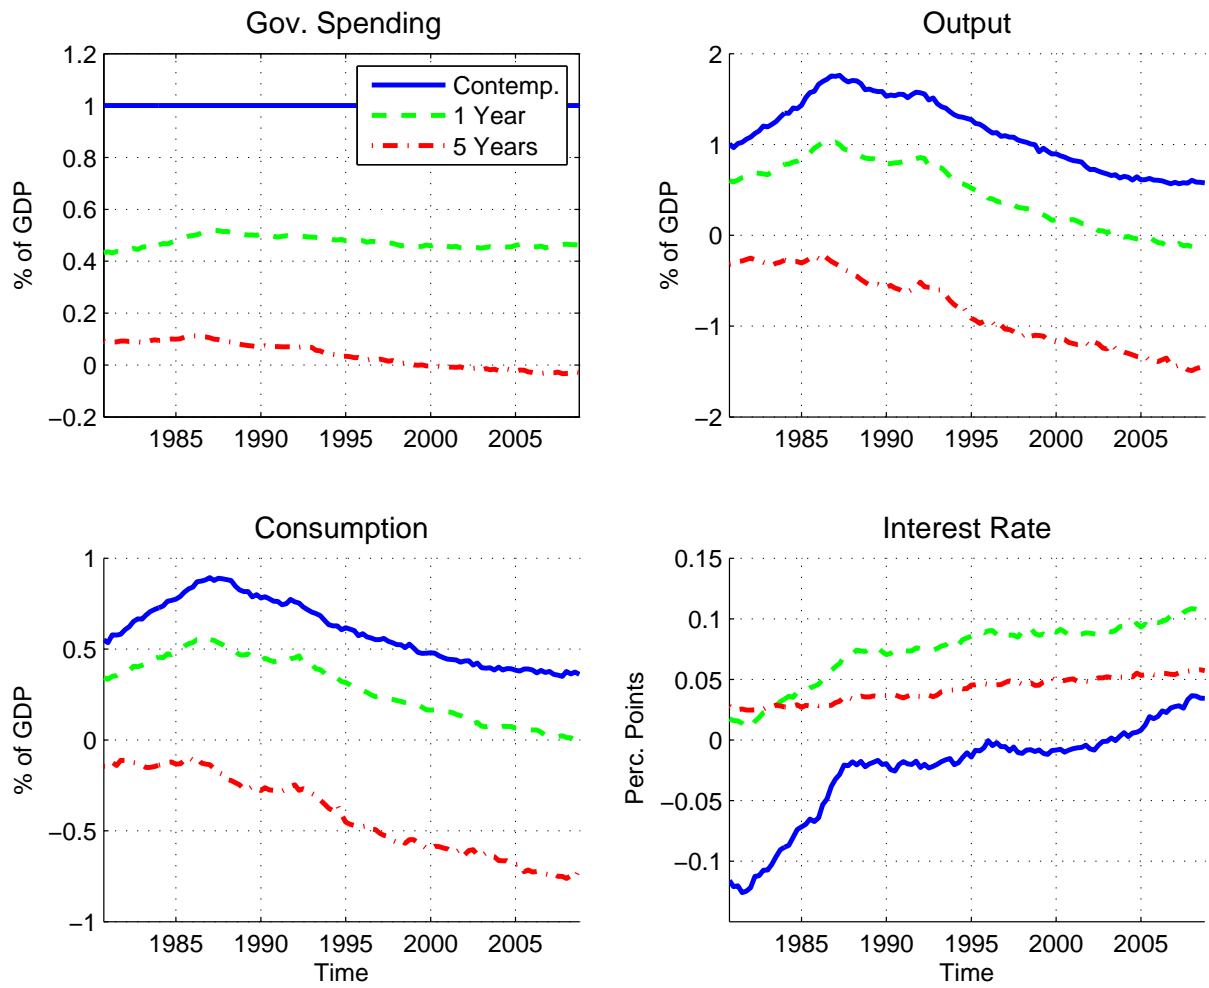 Gov. Spending
1.2
1
0.8
0.6
0.4
0.2
0
−0.2
% of GDP
1985 1990 1995 2000 2005
Contemp.
1 Year
5 Years
Output
2
1
0
−1
−2
% of GDP
1985 1990 1995 2000 2005
Consumption
1
0.5
0
−0.5
−1
% of GDP
1985 1990 1995 2000 2005
Time
Interest Rate
0.15
0.1
0.05
0
−0.05
−0.1
Perc. Points
1985 1990 1995 2000 2005
Time